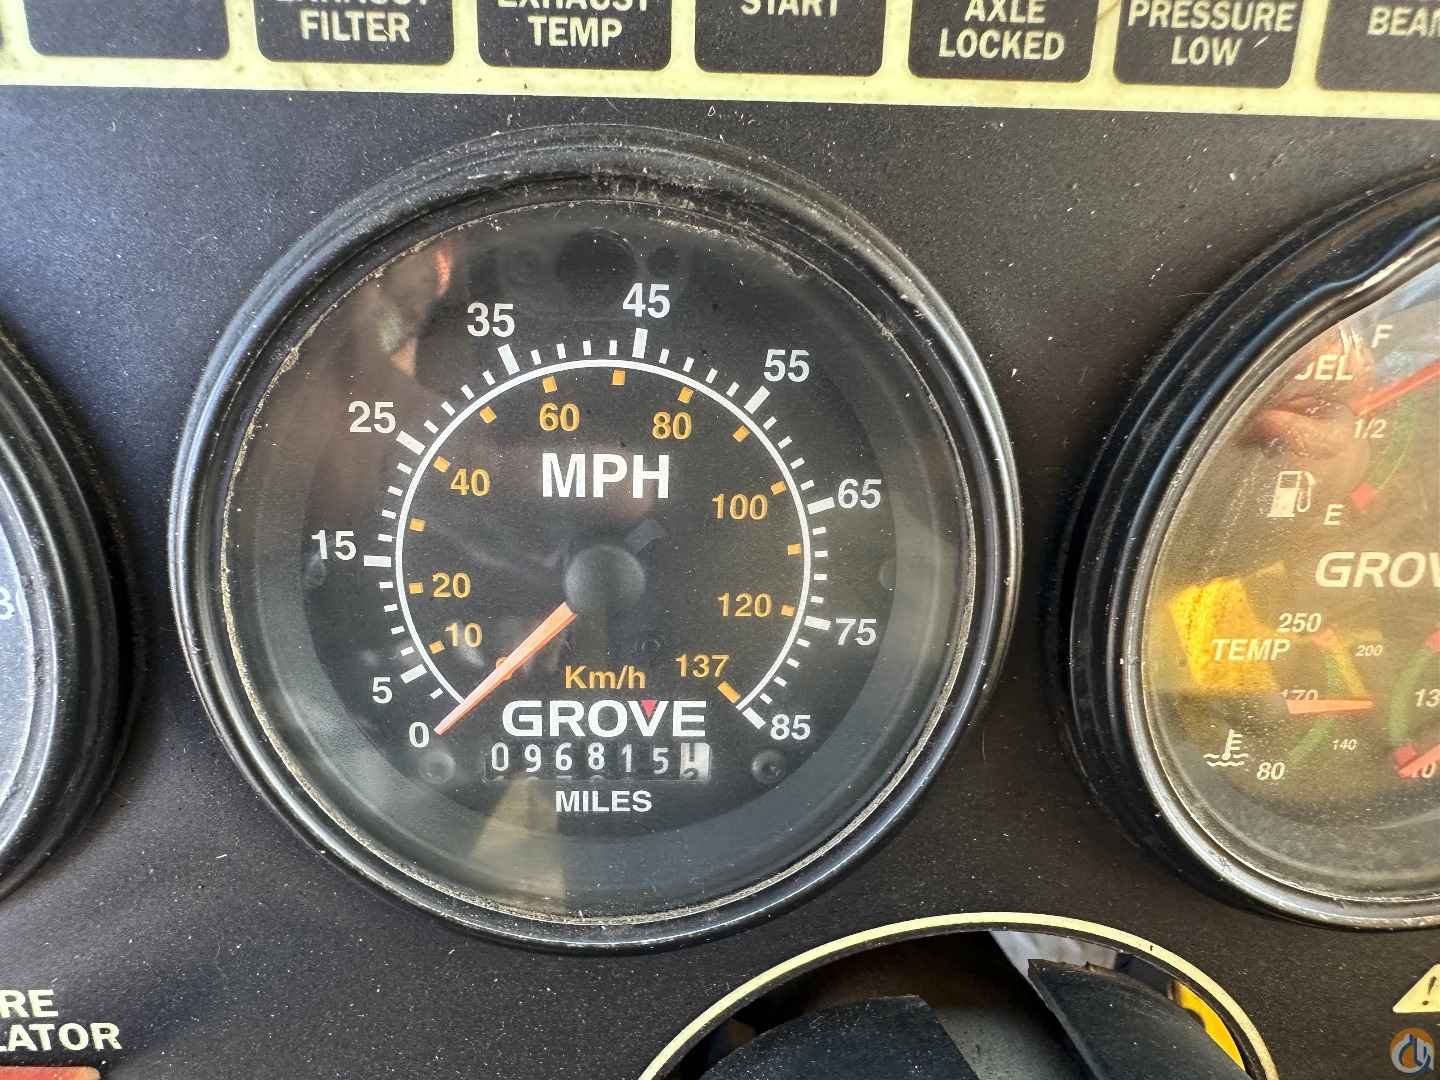 EXHAUST
FILTER
EXHAUST
TEMP
START
AXLE
LOCKED
PRESSURE
LOW
45
35
55
25
60
80
MPH
40
100
65
15
20
120
10
75
5
Km/h
137
0
GROVE
85
096815
MILES
F
1/2
E
GROV
250
TEMP
200
170
140
80